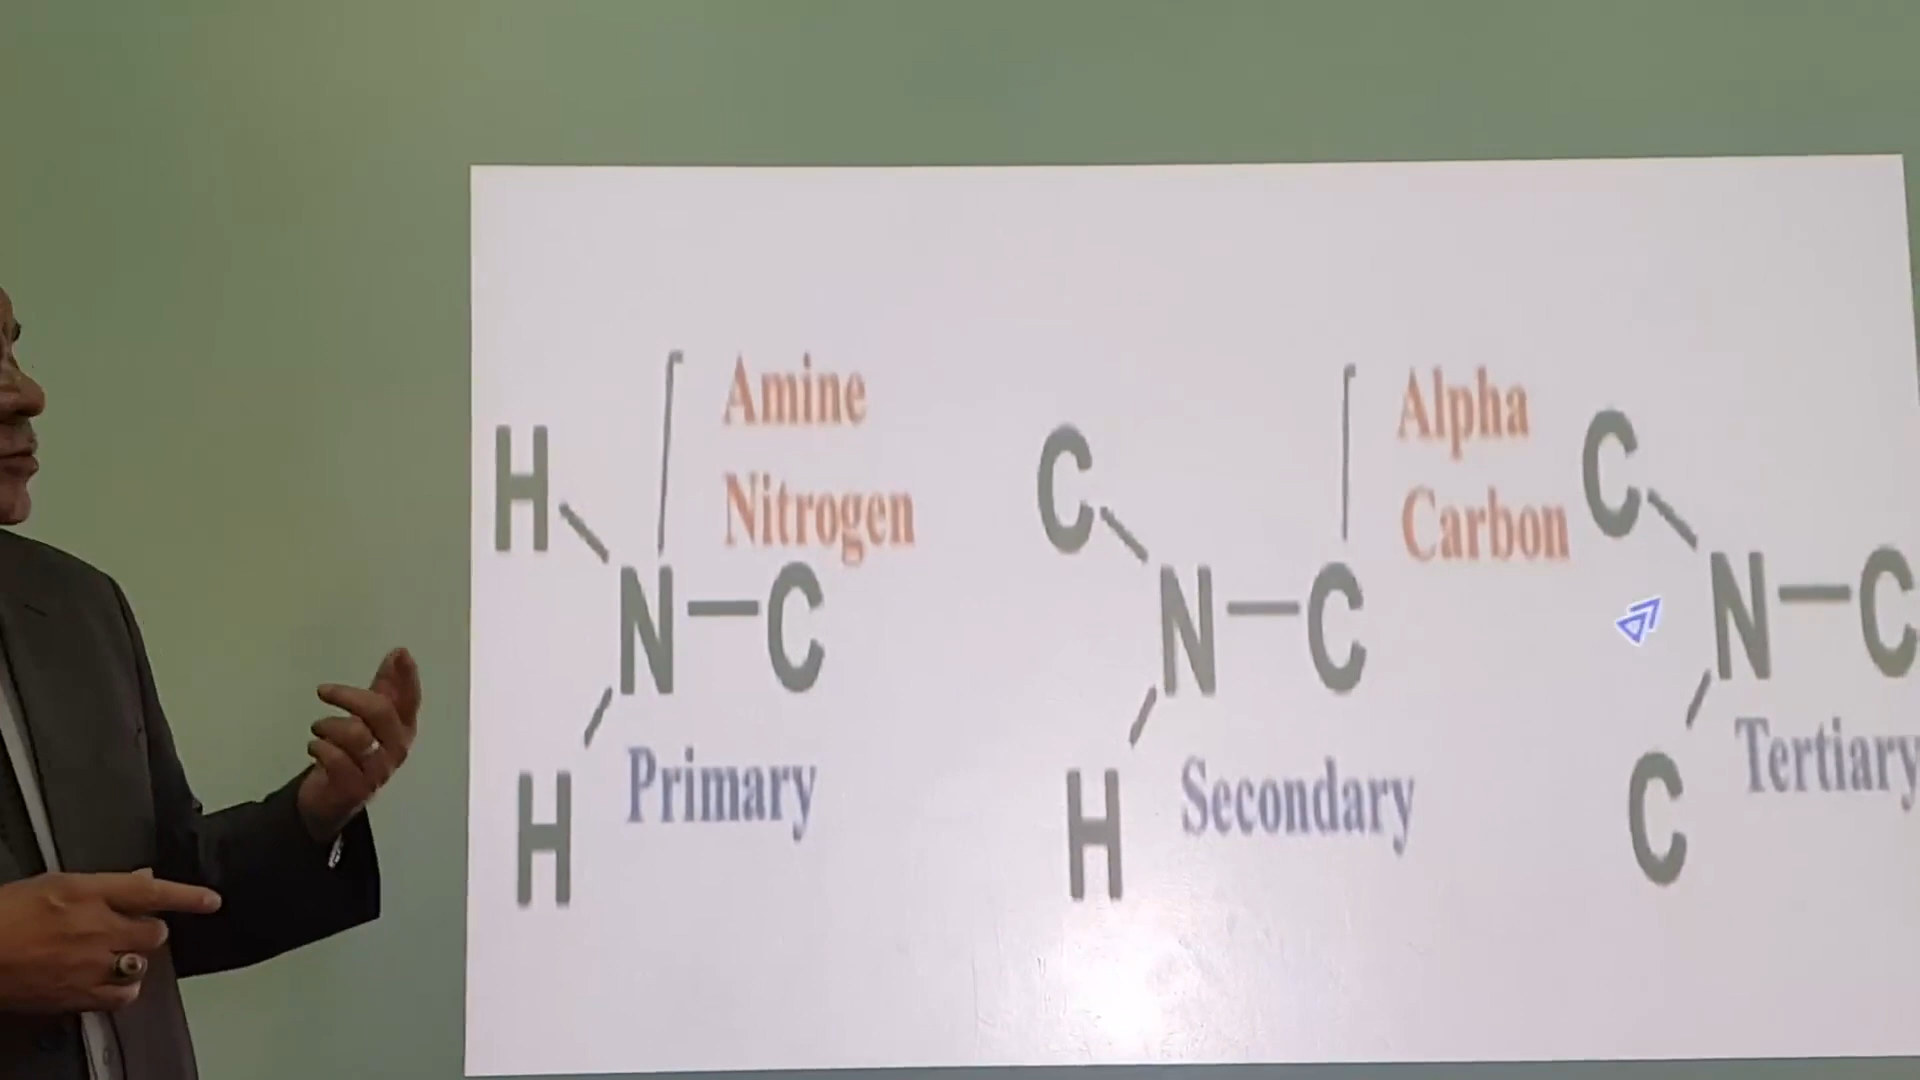 Amine
Nitrogen
H
N—C
H
Primary
Alpha
Carbon
C
N—C
H
Secondary
C
N—C
C
Tertiary